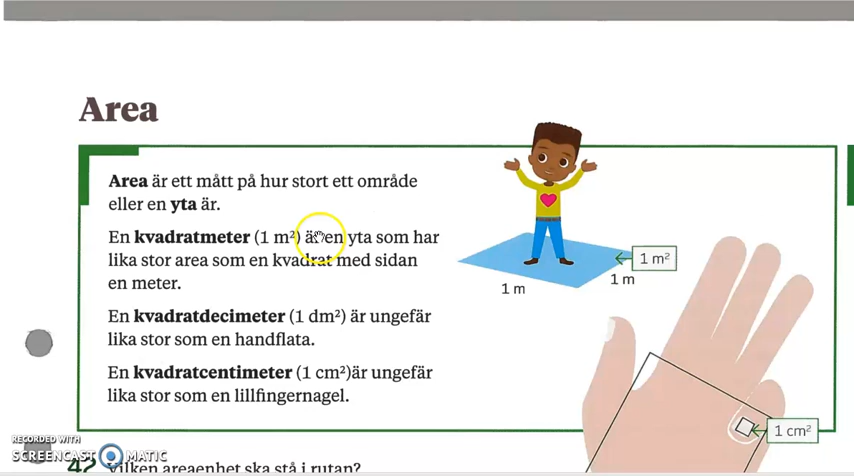 Area
Area är ett mått på hur stort ett område
eller en yta är.
En kvadratmeter (1 m²) är en yta som har
lika stor area som en kvadrat med sidan
en meter.
En kvadratdecimeter (1 dm²) är ungefär
lika stor som en handflata.
En kvadratcentimeter (1 cm²)är ungefär
lika stor som en lillfingernagel.
1 m²
1 m
1 m
1 cm²
RECORDED WITH
SCREENCAST MATIC
42 Vilken areaenhet ska stå i rutan?